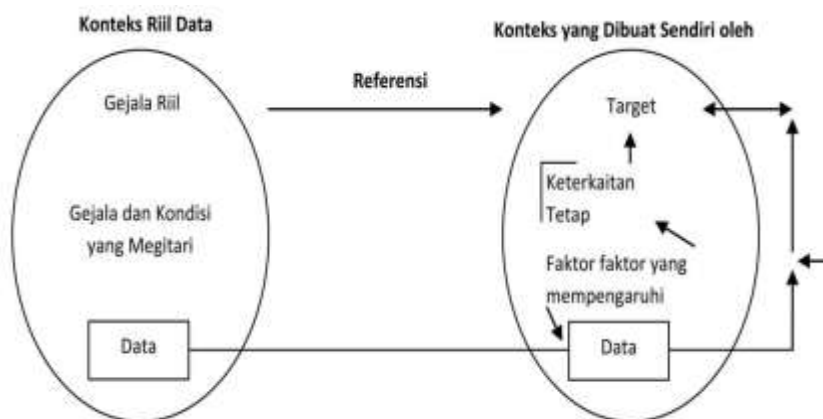 Konteks Riil Data
Konteks yang Dibuat Sendiri oleh
Gejala Riil
Referensi
Target
Keterkaitan
Tetap
Gejala dan Kondisi
yang Megitari
Faktor faktor yang
mempengaruhi
Data
Data